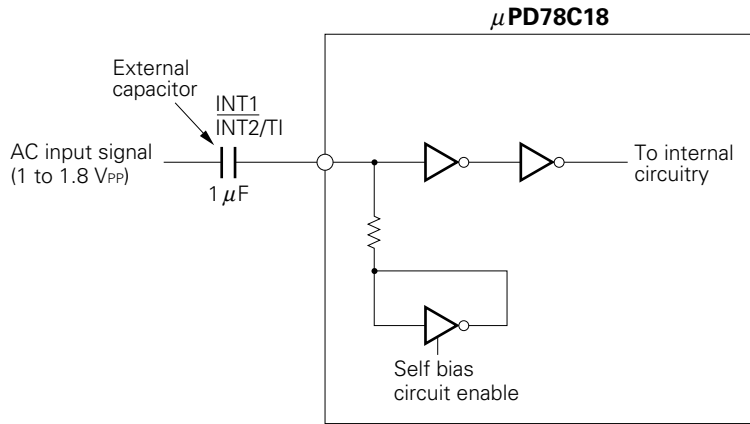 μPD78C18
External
capacitor
INT1
INT2/TI
AC input signal
(1 to 1.8 VPP)
1 μF
To internal
circuitry
Self bias
circuit enable